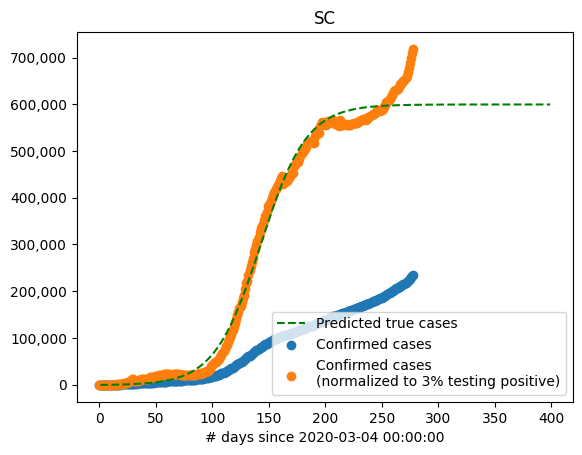 SC
700,000
600,000
500,000
400,000
300,000
200,000
100,000
0
Predicted true cases
Confirmed cases
Confirmed cases
(normalized to 3% testing positive)
0 50 100 150 200 250 300 350 400
# days since 2020-03-04 00:00:00